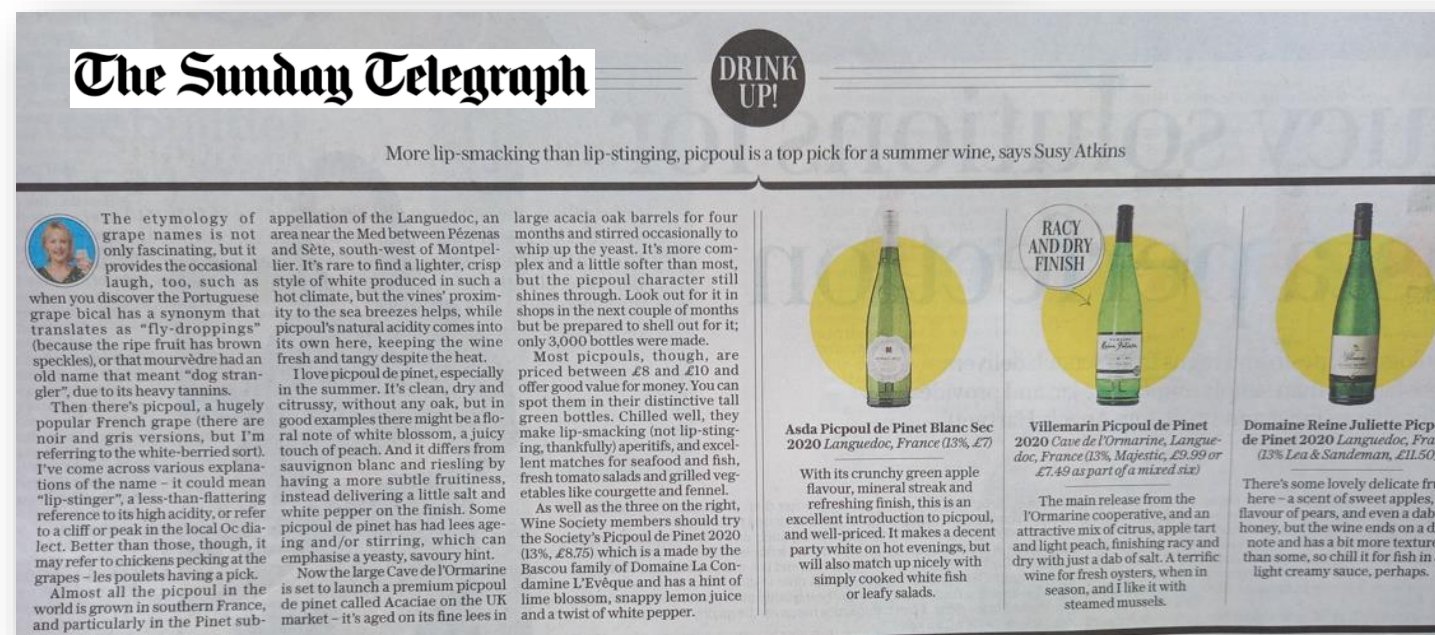 The Sunday Telegraph
DRINK
UP!
More lip-smacking than lip-stinging, picpoul is a top pick for a summer wine, says Susy Atkins
The etymology of
grape names is not
only fascinating, but it
provides the occasional
laugh, too, such as
when you discover the Portuguese
grape bical has a synonym that
translates as “fly-droppings”
(because the ripe fruit has brown
speckles), or that mourvèdre had an
old name that meant “dog stran-
gler”, due to its heavy tannins.
Then there’s picpoul, a hugely
popular French grape (there are
noir and gris versions, but I’m
referring to the white-berried sort).
I’ve come across various explana-
tions of the name – it could mean
“lip-stinger”, a less-than-flattering
reference to its high acidity, or refer
to a cliff or peak in the local Oc dia-
lect. Better than those, though, it
may refer to chickens pecking at the
grapes – les poulets having a pick.
Almost all the picpoul in the
world is grown in southern France,
and particularly in the Pinet sub-
appellation of the Languedoc, an
area near the Med between Pézenas
and Sète, south-west of Montpel-
lier. It’s rare to find a lighter, crisp
style of white produced in such a
hot climate, but the vines’ proxim-
ity to the sea breezes helps, while
picpoul’s natural acidity comes into
its own here, keeping the wine
fresh and tangy despite the heat.
I love picpoul de pinet, especially
in the summer. It’s clean, dry and
citrussy, without any oak, but in
good examples there might be a flo-
ral note of white blossom, a juicy
touch of peach. And it differs from
sauvignon blanc and riesling by
having a more subtle fruitiness,
instead delivering a little salt and
white pepper on the finish. Some
picpoul de pinet has had lees age-
ing and/or stirring, which can
emphasise a yeasty, savoury hint.
Now the large Cave de l’Ormarine
is set to launch a premium picpoul
de pinet called Acaciae on the UK
market – it’s aged on its fine lees in
large acacia oak barrels for four
months and stirred occasionally to
whip up the yeast. It’s more com-
plex and a little softer than most,
but the picpoul character still
shines through. Look out for it in
shops in the next couple of months
but be prepared to shell out for it;
only 3,000 bottles were made.
Most picpouls, though, are
priced between £8 and £10 and
offer good value for money. You can
spot them in their distinctive tall
green bottles. Chilled well, they
make lip-smacking (not lip-sting-
ing, thankfully) aperitifs, and excel-
lent matches for seafood and fish,
fresh tomato salads and grilled veg-
etables like courgette and fennel.
As well as the three on the right,
Wine Society members should try
the Society’s Picpoul de Pinet 2020
(13%, £8.75) which is a made by the
Bascou family of Domaine La Con-
damine L’Evêque and has a hint of
lime blossom, snappy lemon juice
and a twist of white pepper.
Asda Picpoul de Pinet Blanc Sec
2020 Languedoc, France (13%, £7)
With its crunchy green apple
flavour, mineral streak and
refreshing finish, this is an
excellent introduction to picpoul,
and well-priced. It makes a decent
party white on hot evenings, but
will also match up nicely with
simply cooked white fish
or leafy salads.
RACY
AND DRY
FINISH
Villemarin Picpoul de Pinet
2020 Cave de l’Ormarine, Langue-
doc, France (13%, Majestic, £9.99 or
£7.49 as part of a mixed six)
The main release from the
l’Ormarine cooperative, and an
attractive mix of citrus, apple tart
and light peach, finishing racy and
dry with just a dab of salt. A terrific
wine for fresh oysters, when in
season, and I like it with
steamed mussels.
Domaine Reine Juliette Picp
de Pinet 2020 Languedoc, Fra
(13% Lea & Sandeman, £11.50
There’s some lovely delicate fru
here – a scent of sweet apples,
flavour of pears, and even a dab
honey, but the wine ends on a d
note and has a bit more texture
than some, so chill it for fish in
light creamy sauce, perhaps.